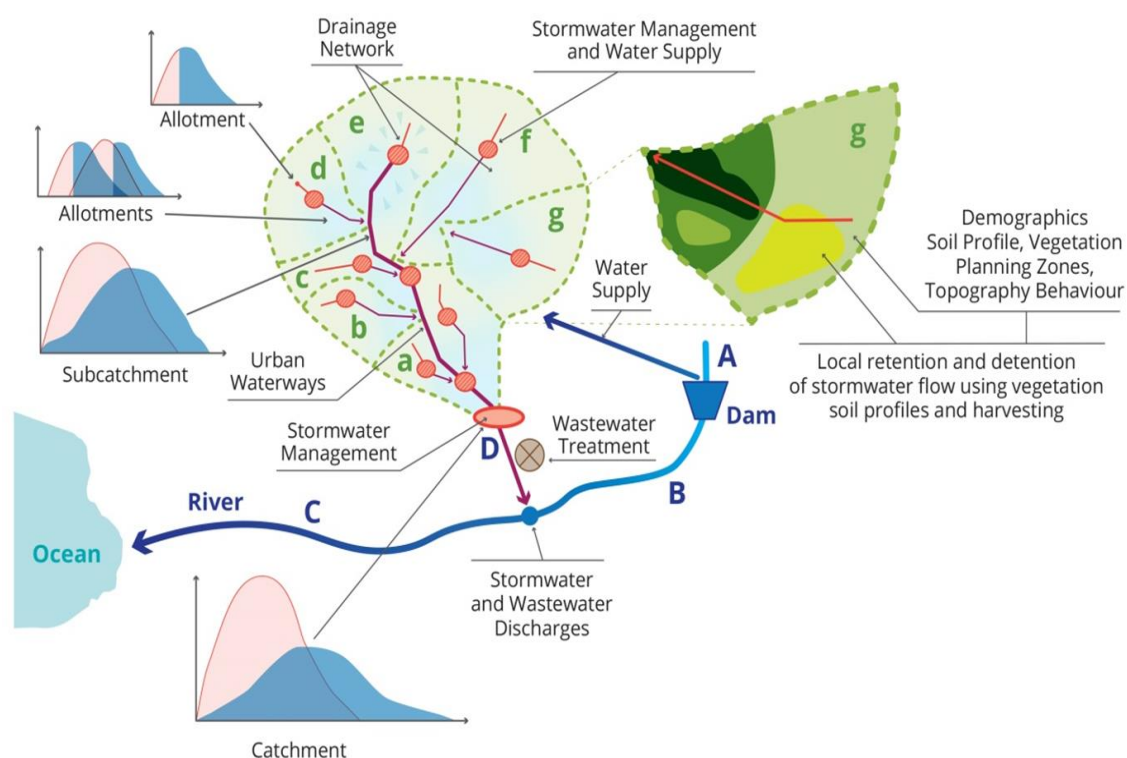 Drainage
Network
Stormwater Management
and Water Supply
Allotment
Allotments
Subcatchment
e
f
d
g
c
b
a
g
Demographics
Soil Profile, Vegetation
Planning Zones,
Topography Behaviour
Water
Supply
Urban
Waterways
A
Dam
Local retention and detention
of stormwater flow using vegetation
soil profiles and harvesting
Stormwater
Management
D
Wastewater
Treatment
B
River
C
Ocean
Stormwater
and Wastewater
Discharges
Catchment